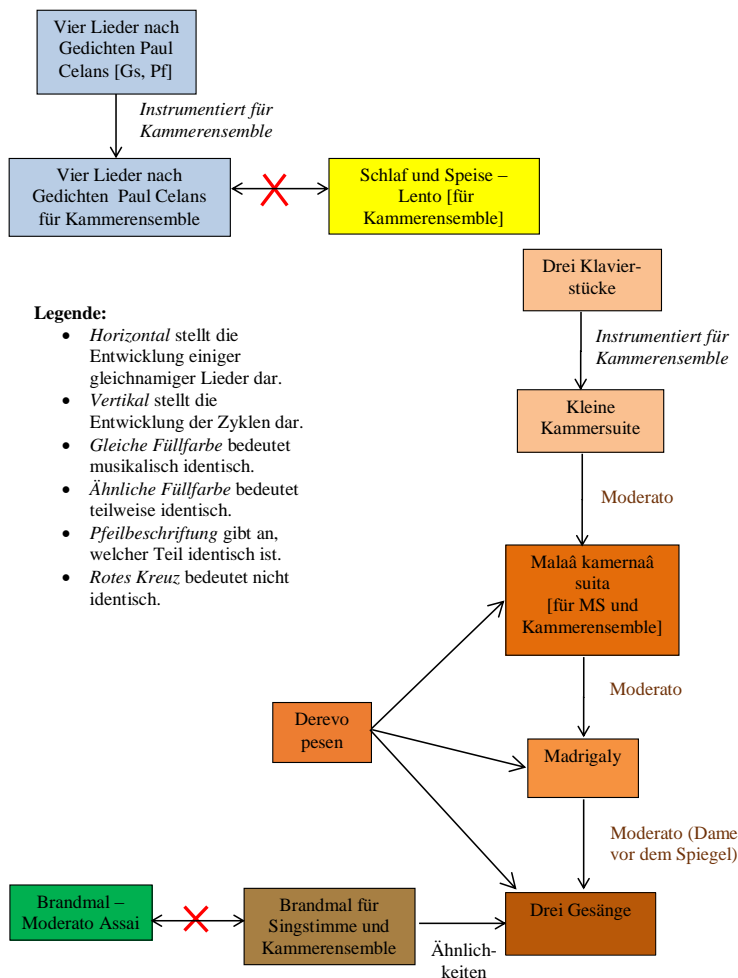 Vier Lieder nach
Gedichten Paul
Celans [Gs, Pf]
Instrumentiert für
Kammerensemble
Vier Lieder nach
Gedichten Paul Celans
für Kammerensemble
Schlaf und Speise –
Lento [für
Kammerensemble]
Drei Klavier-
stücke
Instrumentiert für
Kammerensemble
Kleine
Kammersuite
Legende:
• Horizontal stellt die
Entwicklung einiger
gleichnamiger Lieder dar.
• Vertikal stellt die
Entwicklung der Zyklen dar.
• Gleiche Füllfarbe bedeutet
musikalisch identisch.
• Ähnliche Füllfarbe bedeutet
teilweise identisch.
• Pfeilbeschriftung gibt an,
welcher Teil identisch ist.
• Rotes Kreuz bedeutet nicht
identisch.
Moderato
Malaâ kamernaâ
suita
[für MS und
Kammerensemble]
Moderato
Derevo
pesen
Madrigaly
Moderato (Dame
vor dem Spiegel)
Brandmal –
Moderato Assai
Brandmal für
Singstimme und
Kammerensemble
Ähnlich-
keiten
Drei Gesänge